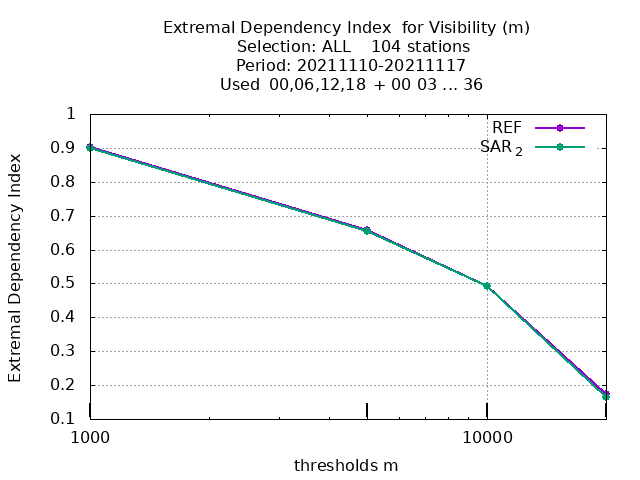 Extremal Dependency Index  for Visibility (m)
Selection: ALL    104 stations
Period: 20211110-20211117
Used  00,06,12,18  + 00 03 ... 36
REF
SAR 2
Extremal Dependency Index
1
0.9
0.8
0.7
0.6
0.5
0.4
0.3
0.2
0.1
1000
10000
thresholds m